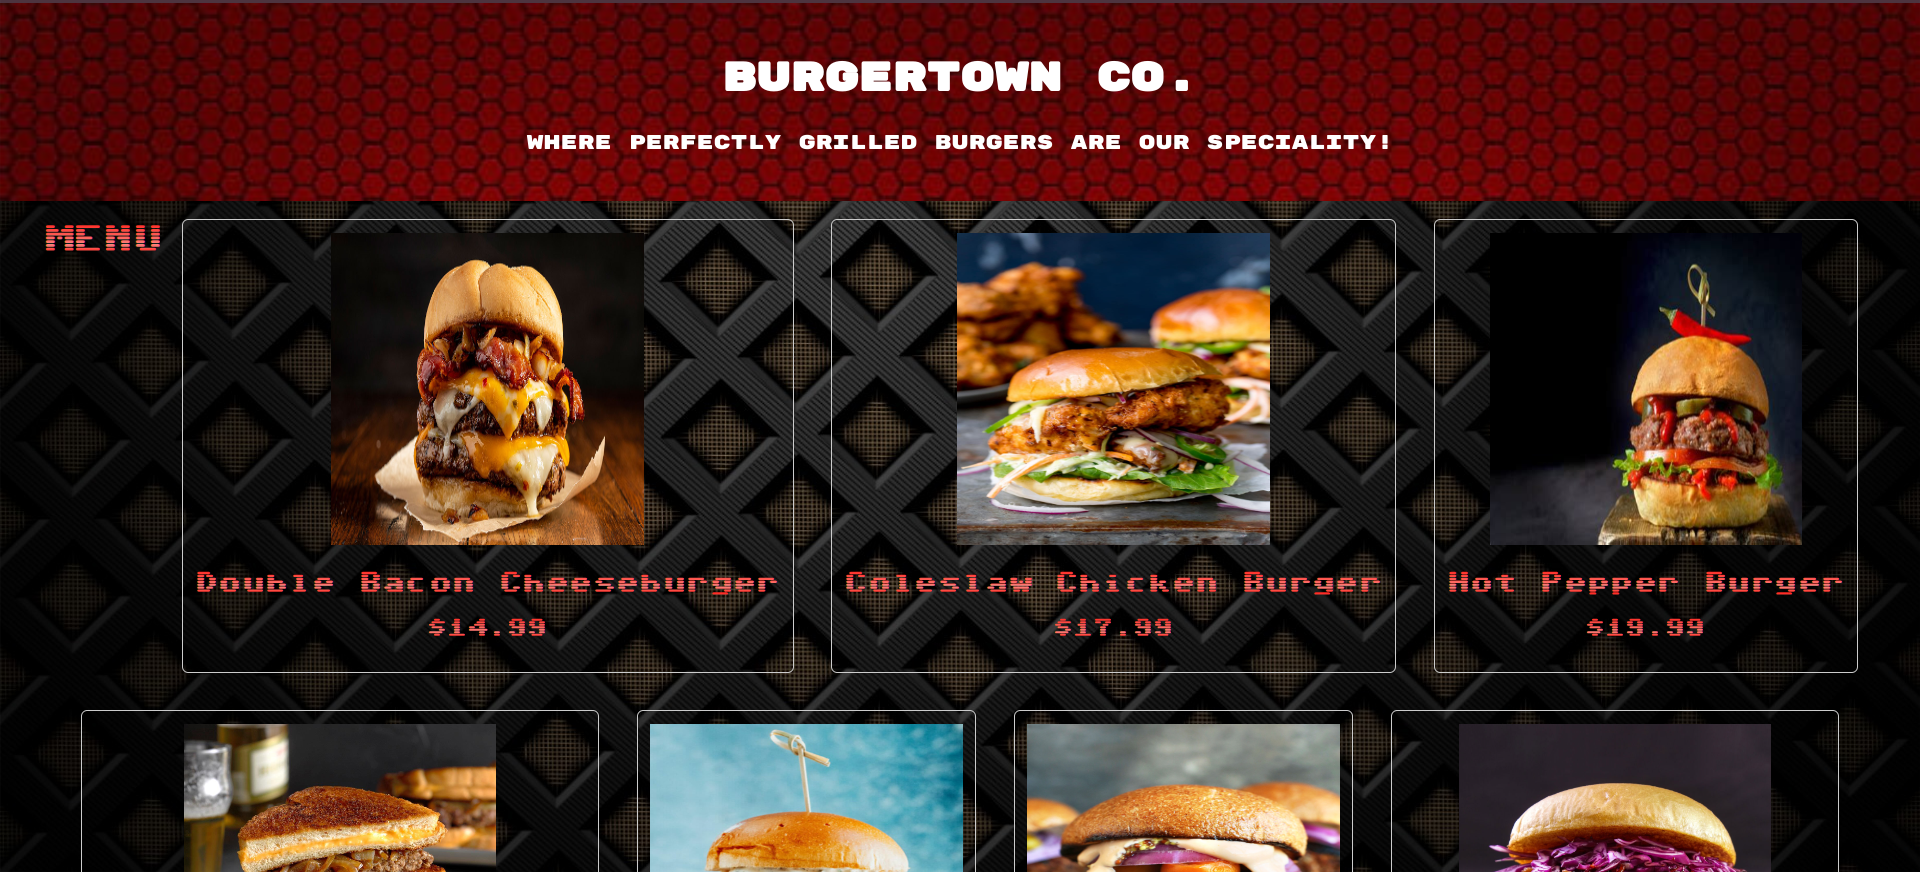 BURGERTOWN CO.
WHERE PERFECTLY GRILLED BURGERS ARE OUR SPECIALITY!
MENU
Double Bacon Cheeseburger
$14.99
Coleslaw Chicken Burger
$17.99
Hot Pepper Burger
$19.99